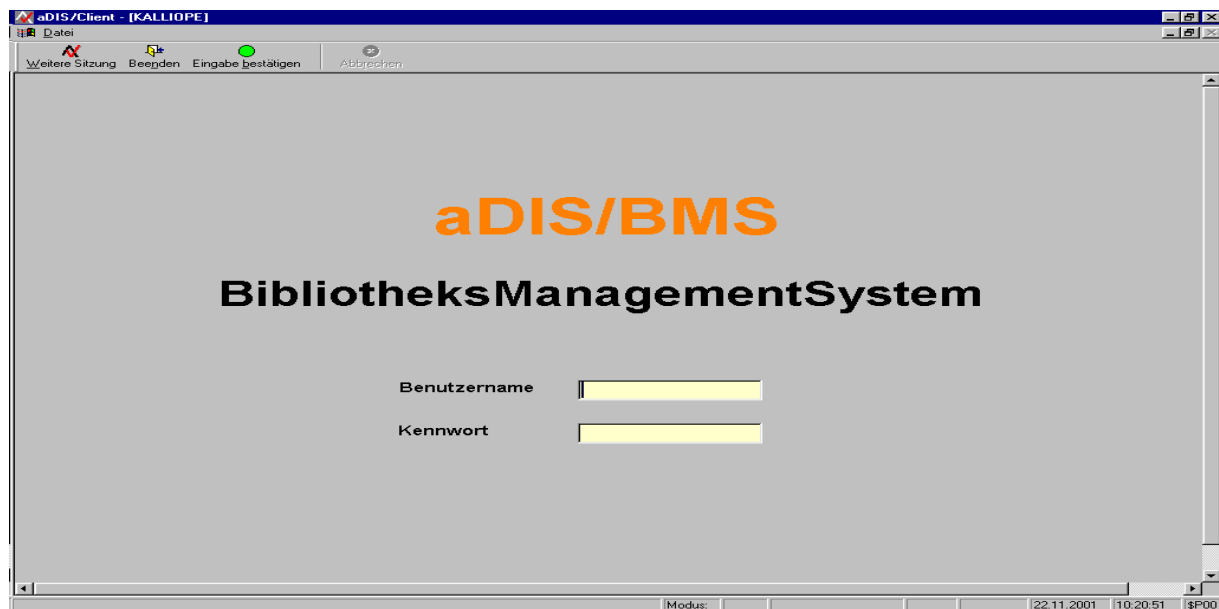 aDIS/Client - [KALLIOPE]
Datei
Weitere Sitzung Beenden Eingabe bestätigen Abbrechen
aDIS/BMS
BibliotheksManagementSystem
Benutzername
Kennwort
Modus: 22.11.2001 10:20:51 $P00